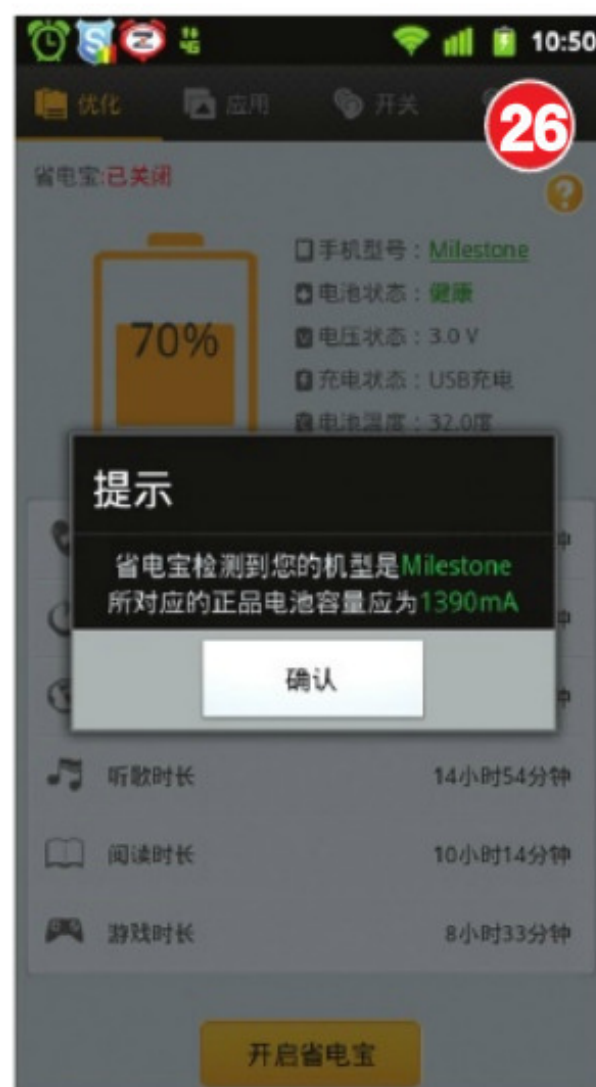 4G
10:50
优化
应用
开关
26
省电宝:已关闭
?
手机型号：Milestone
电池状态：健康
70%
电压状态：3.0 V
充电状态：USB充电
电池温度：32.0度
提示
省电宝检测到您的机型是Milestone
所对应的正品电池容量应为1390mA
确认
听歌时长 14小时54分钟
阅读时长 10小时14分钟
游戏时长 8小时33分钟
开启省电宝